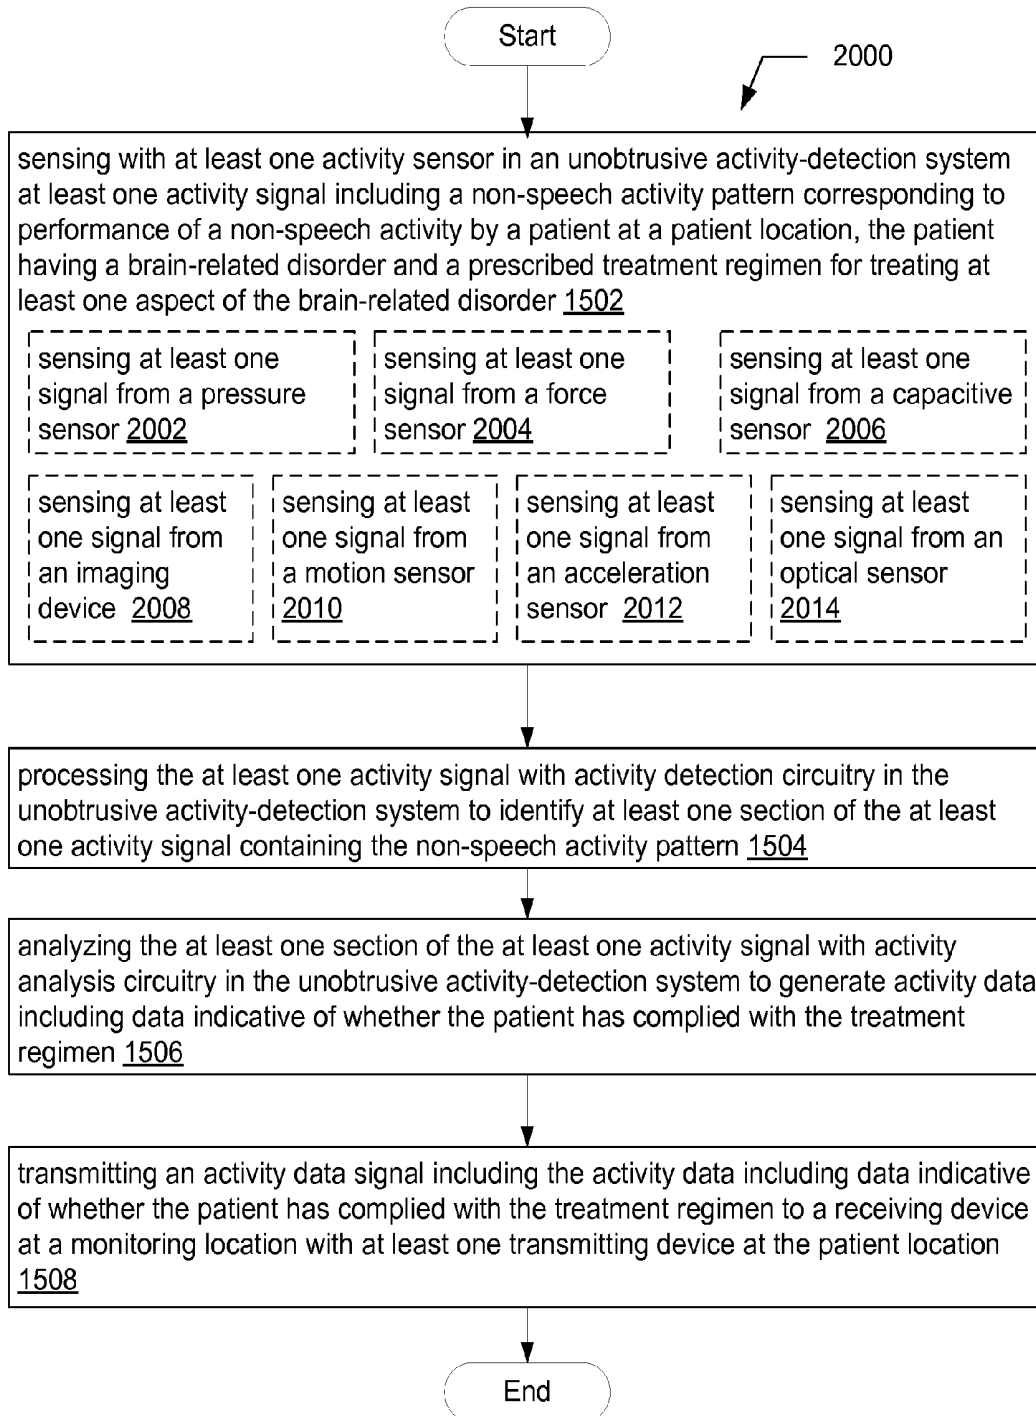 Start
2000
sensing with at least one activity sensor in an unobtrusive activity-detection system
at least one activity signal including a non-speech activity pattern corresponding to
performance of a non-speech activity by a patient at a patient location, the patient
having a brain-related disorder and a prescribed treatment regimen for treating at
least one aspect of the brain-related disorder 1502
sensing at least one
signal from a pressure
sensor 2002
sensing at least one
signal from a force
sensor 2004
sensing at least one
signal from a capacitive
sensor 2006
sensing at least
one signal from
an imaging
device 2008
sensing at least
one signal from
a motion sensor
2010
sensing at least
one signal from
an acceleration
sensor 2012
sensing at least
one signal from an
optical sensor
2014
processing the at least one activity signal with activity detection circuitry in the
unobtrusive activity-detection system to identify at least one section of the at least
one activity signal containing the non-speech activity pattern 1504
analyzing the at least one section of the at least one activity signal with activity
analysis circuitry in the unobtrusive activity-detection system to generate activity data
including data indicative of whether the patient has complied with the treatment
regimen 1506
transmitting an activity data signal including the activity data including data indicative
of whether the patient has complied with the treatment regimen to a receiving device
at a monitoring location with at least one transmitting device at the patient location
1508
End